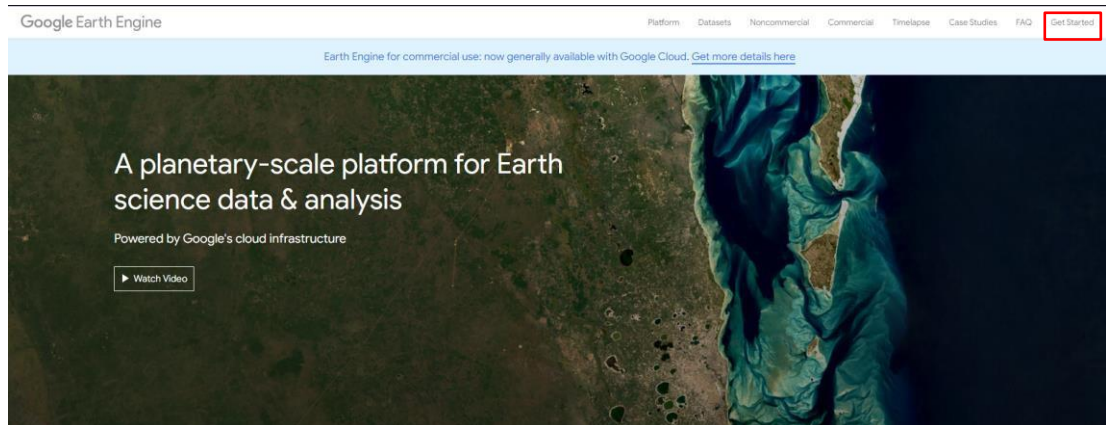 Google Earth Engine
Platform Datasets Noncommercial Commercial Timelapse Case Studies FAQ Get Started
Earth Engine for commercial use: now generally available with Google Cloud. Get more details here
A planetary-scale platform for Earth
science data & analysis
Powered by Google's cloud infrastructure
Watch Video